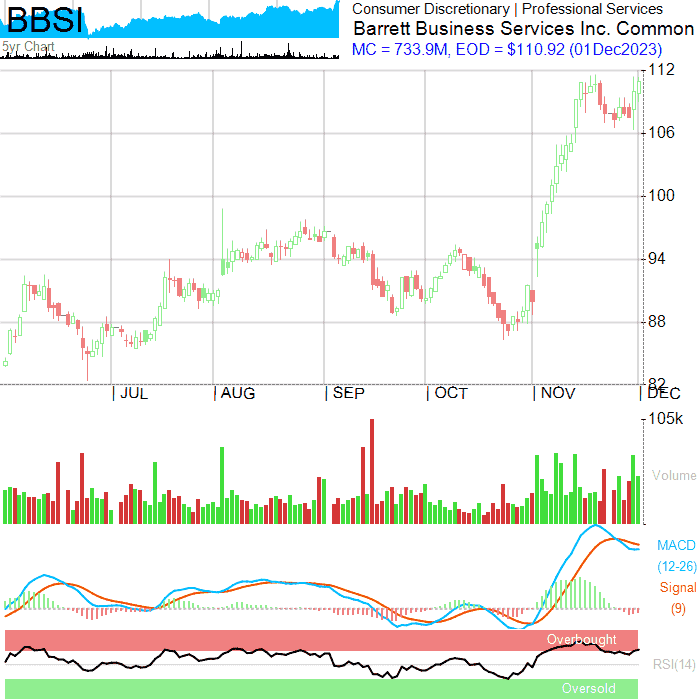 BBSI
5yr Chart
Consumer Discretionary | Professional Services
Barrett Business Services Inc. Common
MC = 733.9M, EOD = $110.92 (01Dec2023)
112
106
100
94
88
82
JUL
AUG
SEP
OCT
NOV
DEC
105k
Volume
MACD
(12-26)
Signal
(9)
Overbought
RSI(14)
Oversold